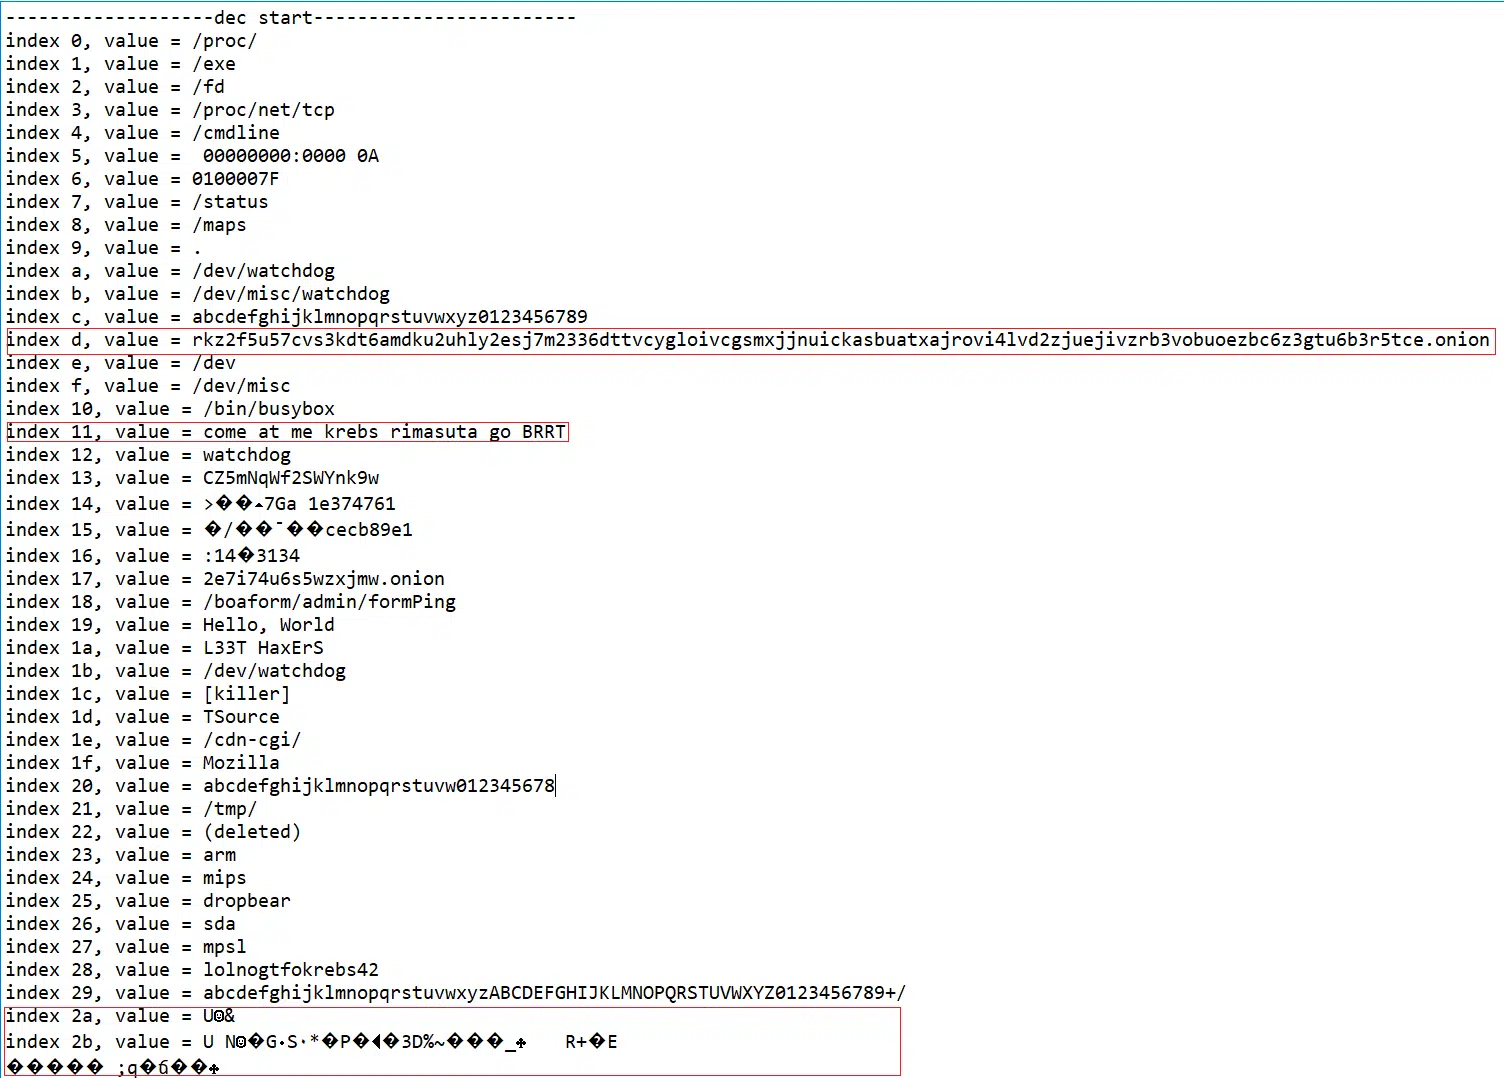 -------------------dec start------------------------
index 0, value = /proc/
index 1, value = /exe
index 2, value = /fd
index 3, value = /proc/net/tcp
index 4, value = /cmdline
index 5, value =  00000000:0000 0A
index 6, value = 0100007F
index 7, value = /status
index 8, value = /maps
index 9, value = .
index a, value = /dev/watchdog
index b, value = /dev/misc/watchdog
index c, value = abcdefghijklmnopqrstuvwxyz0123456789
index d, value = rkz2f5u57cvs3kdt6amdku2uhly2esj7m2336dttvcygloivcgsmxjjnuickasbuatxajrovi4lvd2zjuejivzrb3vobuoezbc6z3gtu6b3r5tce.onion
index e, value = /dev
index f, value = /dev/misc
index 10, value = /bin/busybox
index 11, value = come at me krebs rimasuta go BRRT
index 12, value = watchdog
index 13, value = CZ5mNqWf2SWYnk9w
index 14, value = >��7Ga 1e374761
index 15, value = �/��¯��cecb89e1
index 16, value = :14�3134
index 17, value = 2e7i74u6s5wzxjmw.onion
index 18, value = /boaform/admin/formPing
index 19, value = Hello, World
index 1a, value = L33T HaxErS
index 1b, value = /dev/watchdog
index 1c, value = [killer]
index 1d, value = TSource
index 1e, value = /cdn-cgi/
index 1f, value = Mozilla
index 20, value = abcdefghijklmnopqrstuvw012345678
index 21, value = /tmp/
index 22, value = (deleted)
index 23, value = arm
index 24, value = mips
index 25, value = dropbear
index 26, value = sda
index 27, value = mpsl
index 28, value = lolnogtfokrebs42
index 29, value = abcdefghijklmnopqrstuvwxyzABCDEFGHIJKLMNOPQRSTUVWXYZ0123456789+/
index 2a, value = U☺&
index 2b, value = U N☺�G·S·*�P�◀�3D%~���_♣    R+�E
����� ;q�6��♣